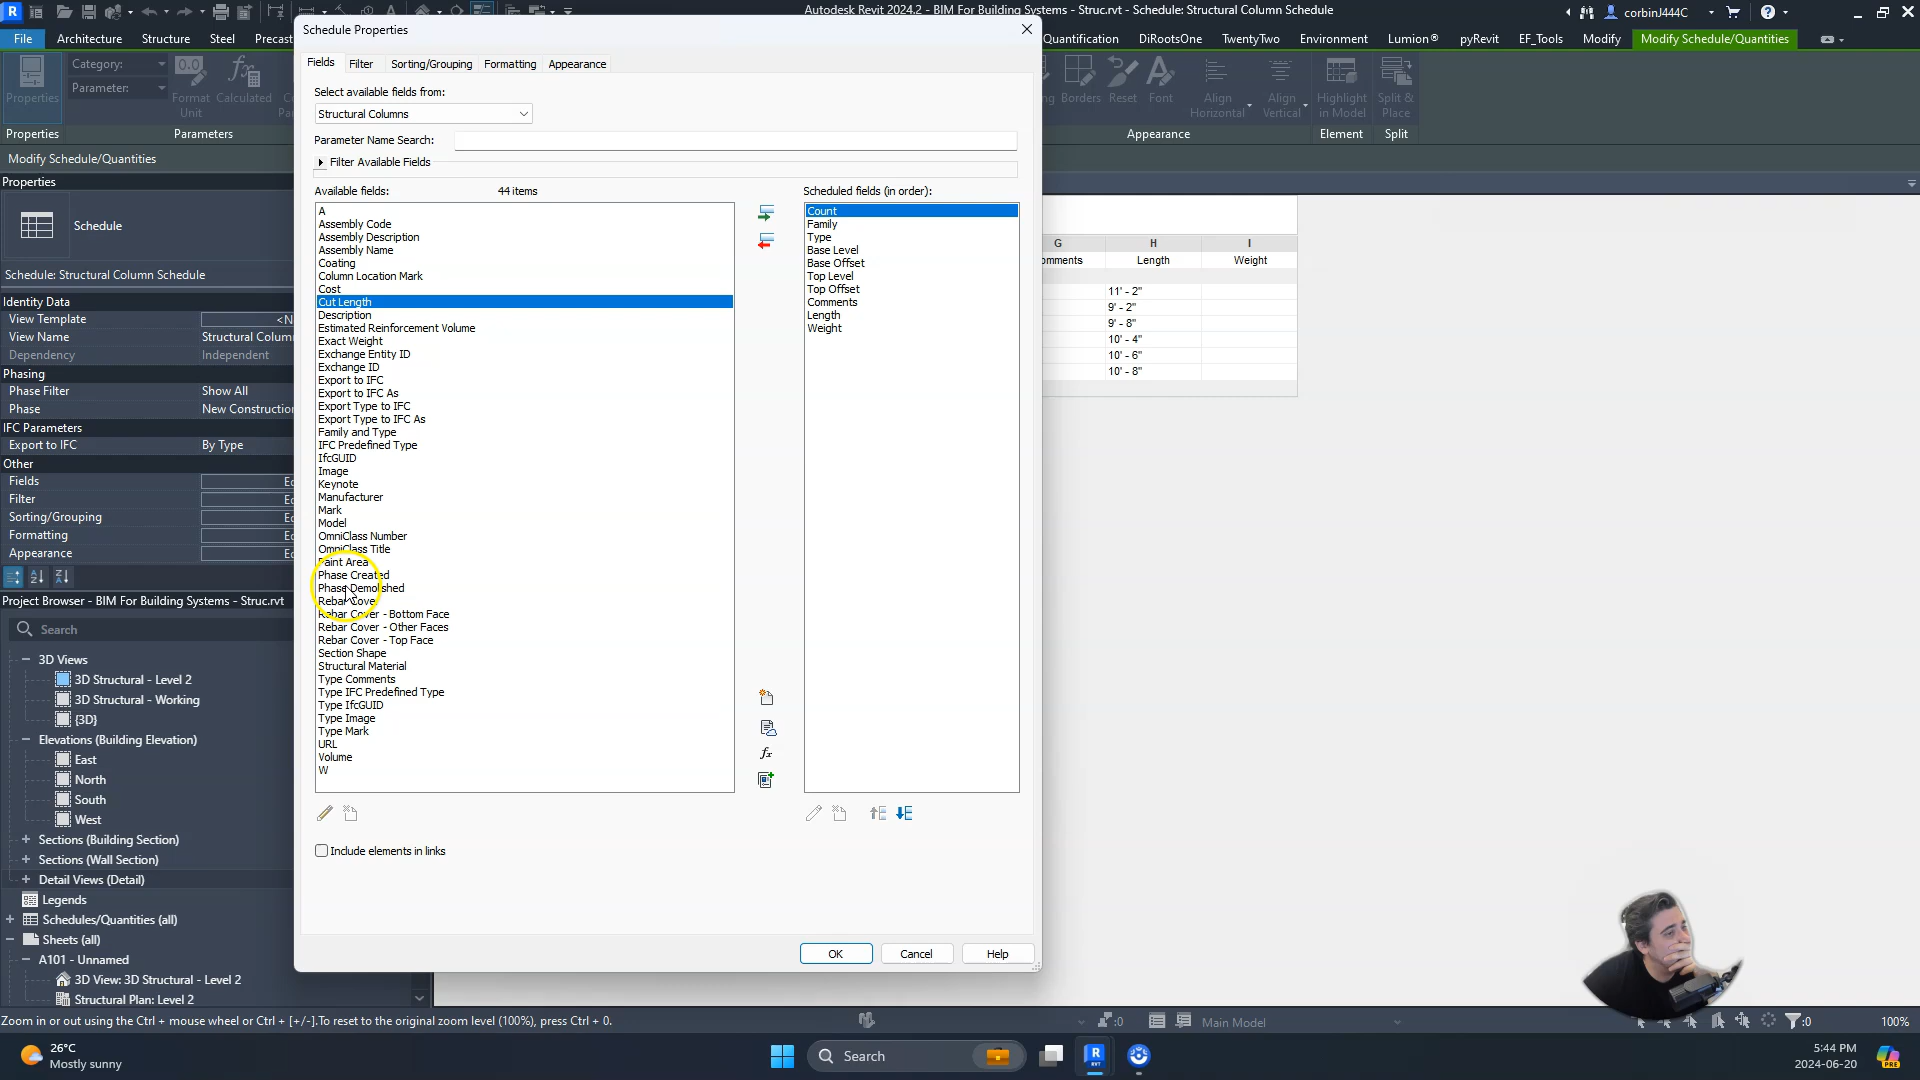 Autodesk Revit 2024.2 - BIM For Building Systems - Struc.rvt - Schedule: Structural Column Schedule
corbinJ444C
File
Architecture
Structure
Steel
Precast
Quantification
DiRootsOne
TwentyTwo
Environment
Lumion®
pyRevit
EF_Tools
Modify
Modify Schedule/Quantities
Properties
Category:
Parameter:
Format
Unit
Calculated
Borders
Reset
Font
Align
Horizontal
Align
Vertical
Highlight
in Model
Split &
Place
Properties
Parameters
Appearance
Element
Split
Modify Schedule/Quantities
Properties
Schedule
Schedule: Structural Column Schedule
Identity Data
View Template
<N
View Name
Structural Colum
Dependency
Independent
Phasing
Phase Filter
Show All
Phase
New Construction
IFC Parameters
Export to IFC
By Type
Other
Fields
Filter
Sorting/Grouping
Formatting
Appearance
Project Browser - BIM For Building Systems - Struc.rvt
Search
3D Views
3D Structural - Level 2
3D Structural - Working
{3D}
Elevations (Building Elevation)
East
North
South
West
Sections (Building Section)
Sections (Wall Section)
Detail Views (Detail)
Legends
Schedules/Quantities (all)
Sheets (all)
A101 - Unnamed
3D View: 3D Structural - Level 2
Structural Plan: Level 2
Schedule Properties
Fields
Filter
Sorting/Grouping
Formatting
Appearance
Select available fields from:
Structural Columns
Parameter Name Search:
Filter Available Fields
Available fields:
44 items
A
Assembly Code
Assembly Description
Assembly Name
Coating
Column Location Mark
Cost
Cut Length
Description
Estimated Reinforcement Volume
Exact Weight
Exchange Entity ID
Exchange ID
Export to IFC
Export to IFC As
Export Type to IFC
Export Type to IFC As
Family and Type
IFC Predefined Type
IfcGUID
Image
Keynote
Manufacturer
Mark
Model
OmniClass Number
OmniClass Title
Paint Area
Phase Created
Phase Demolished
Rebar Cover
Rebar Cover - Bottom Face
Rebar Cover - Other Faces
Rebar Cover - Top Face
Section Shape
Structural Material
Type Comments
Type IFC Predefined Type
Type IfcGUID
Type Image
Type Mark
URL
Volume
W
Scheduled fields (in order):
Count
Family
Type
Base Level
Base Offset
Top Level
Top Offset
Comments
Length
Weight
fx
Include elements in links
OK
Cancel
Help
G
H
I
omments
Length
Weight
11' - 2"
9' - 2"
9' - 8"
10' - 4"
10' - 6"
10' - 8"
Zoom in or out using the Ctrl + mouse wheel or Ctrl + [+/-].To reset to the original zoom level (100%), press Ctrl + 0.
:0
Main Model
:0
100%
26°C
Mostly sunny
Search
5:44 PM
2024-06-20